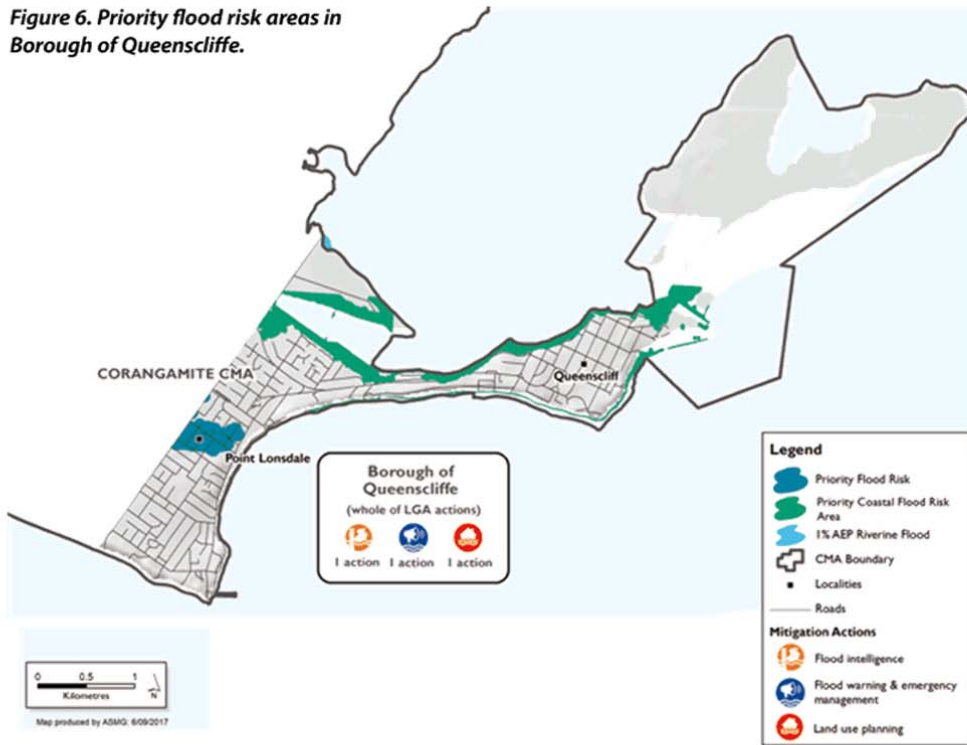 Figure 6. Priority flood risk areas in
Borough of Queenscliffe.
CORANGAMITE CMA
Queenscliff
Point Lonsdale
Borough of
Queenscliffe
(whole of LGA actions)
1 action 1 action 1 action
Legend
Priority Flood Risk
Priority Coastal Flood Risk
Area
1% AEP Riverine Flood
CMA Boundary
Localities
Roads
Mitigation Actions
Flood intelligence
Flood warning & emergency
management
Land use planning
0 0.5 1
Kilometres
N
Map produced by ASMG: 6/09/2017